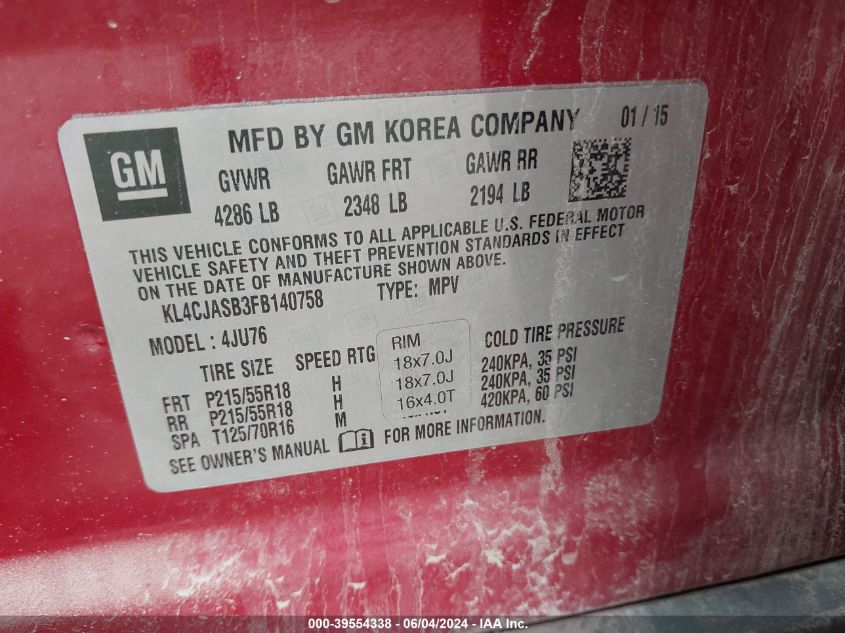 GM
MFD BY GM KOREA COMPANY 01 / 15
GVWR GAWR FRT GAWR RR
4286 LB 2348 LB 2194 LB
THIS VEHICLE CONFORMS TO ALL APPLICABLE U.S. FEDERAL MOTOR
VEHICLE SAFETY AND THEFT PREVENTION STANDARDS IN EFFECT
ON THE DATE OF MANUFACTURE SHOWN ABOVE.
KL4CJASB3FB140758 TYPE: MPV
MODEL : 4JU76
TIRE SIZE SPEED RTG RIM COLD TIRE PRESSURE
FRT P215/55R18 H 18x7.0J 240KPA, 35 PSI
RR P215/55R18 H 18x7.0J 240KPA, 35 PSI
SPA T125/70R16 M 16x4.0T 420KPA, 60 PSI
SEE OWNER'S MANUAL FOR MORE INFORMATION.
000-39554338 - 06/04/2024 - IAA Inc.